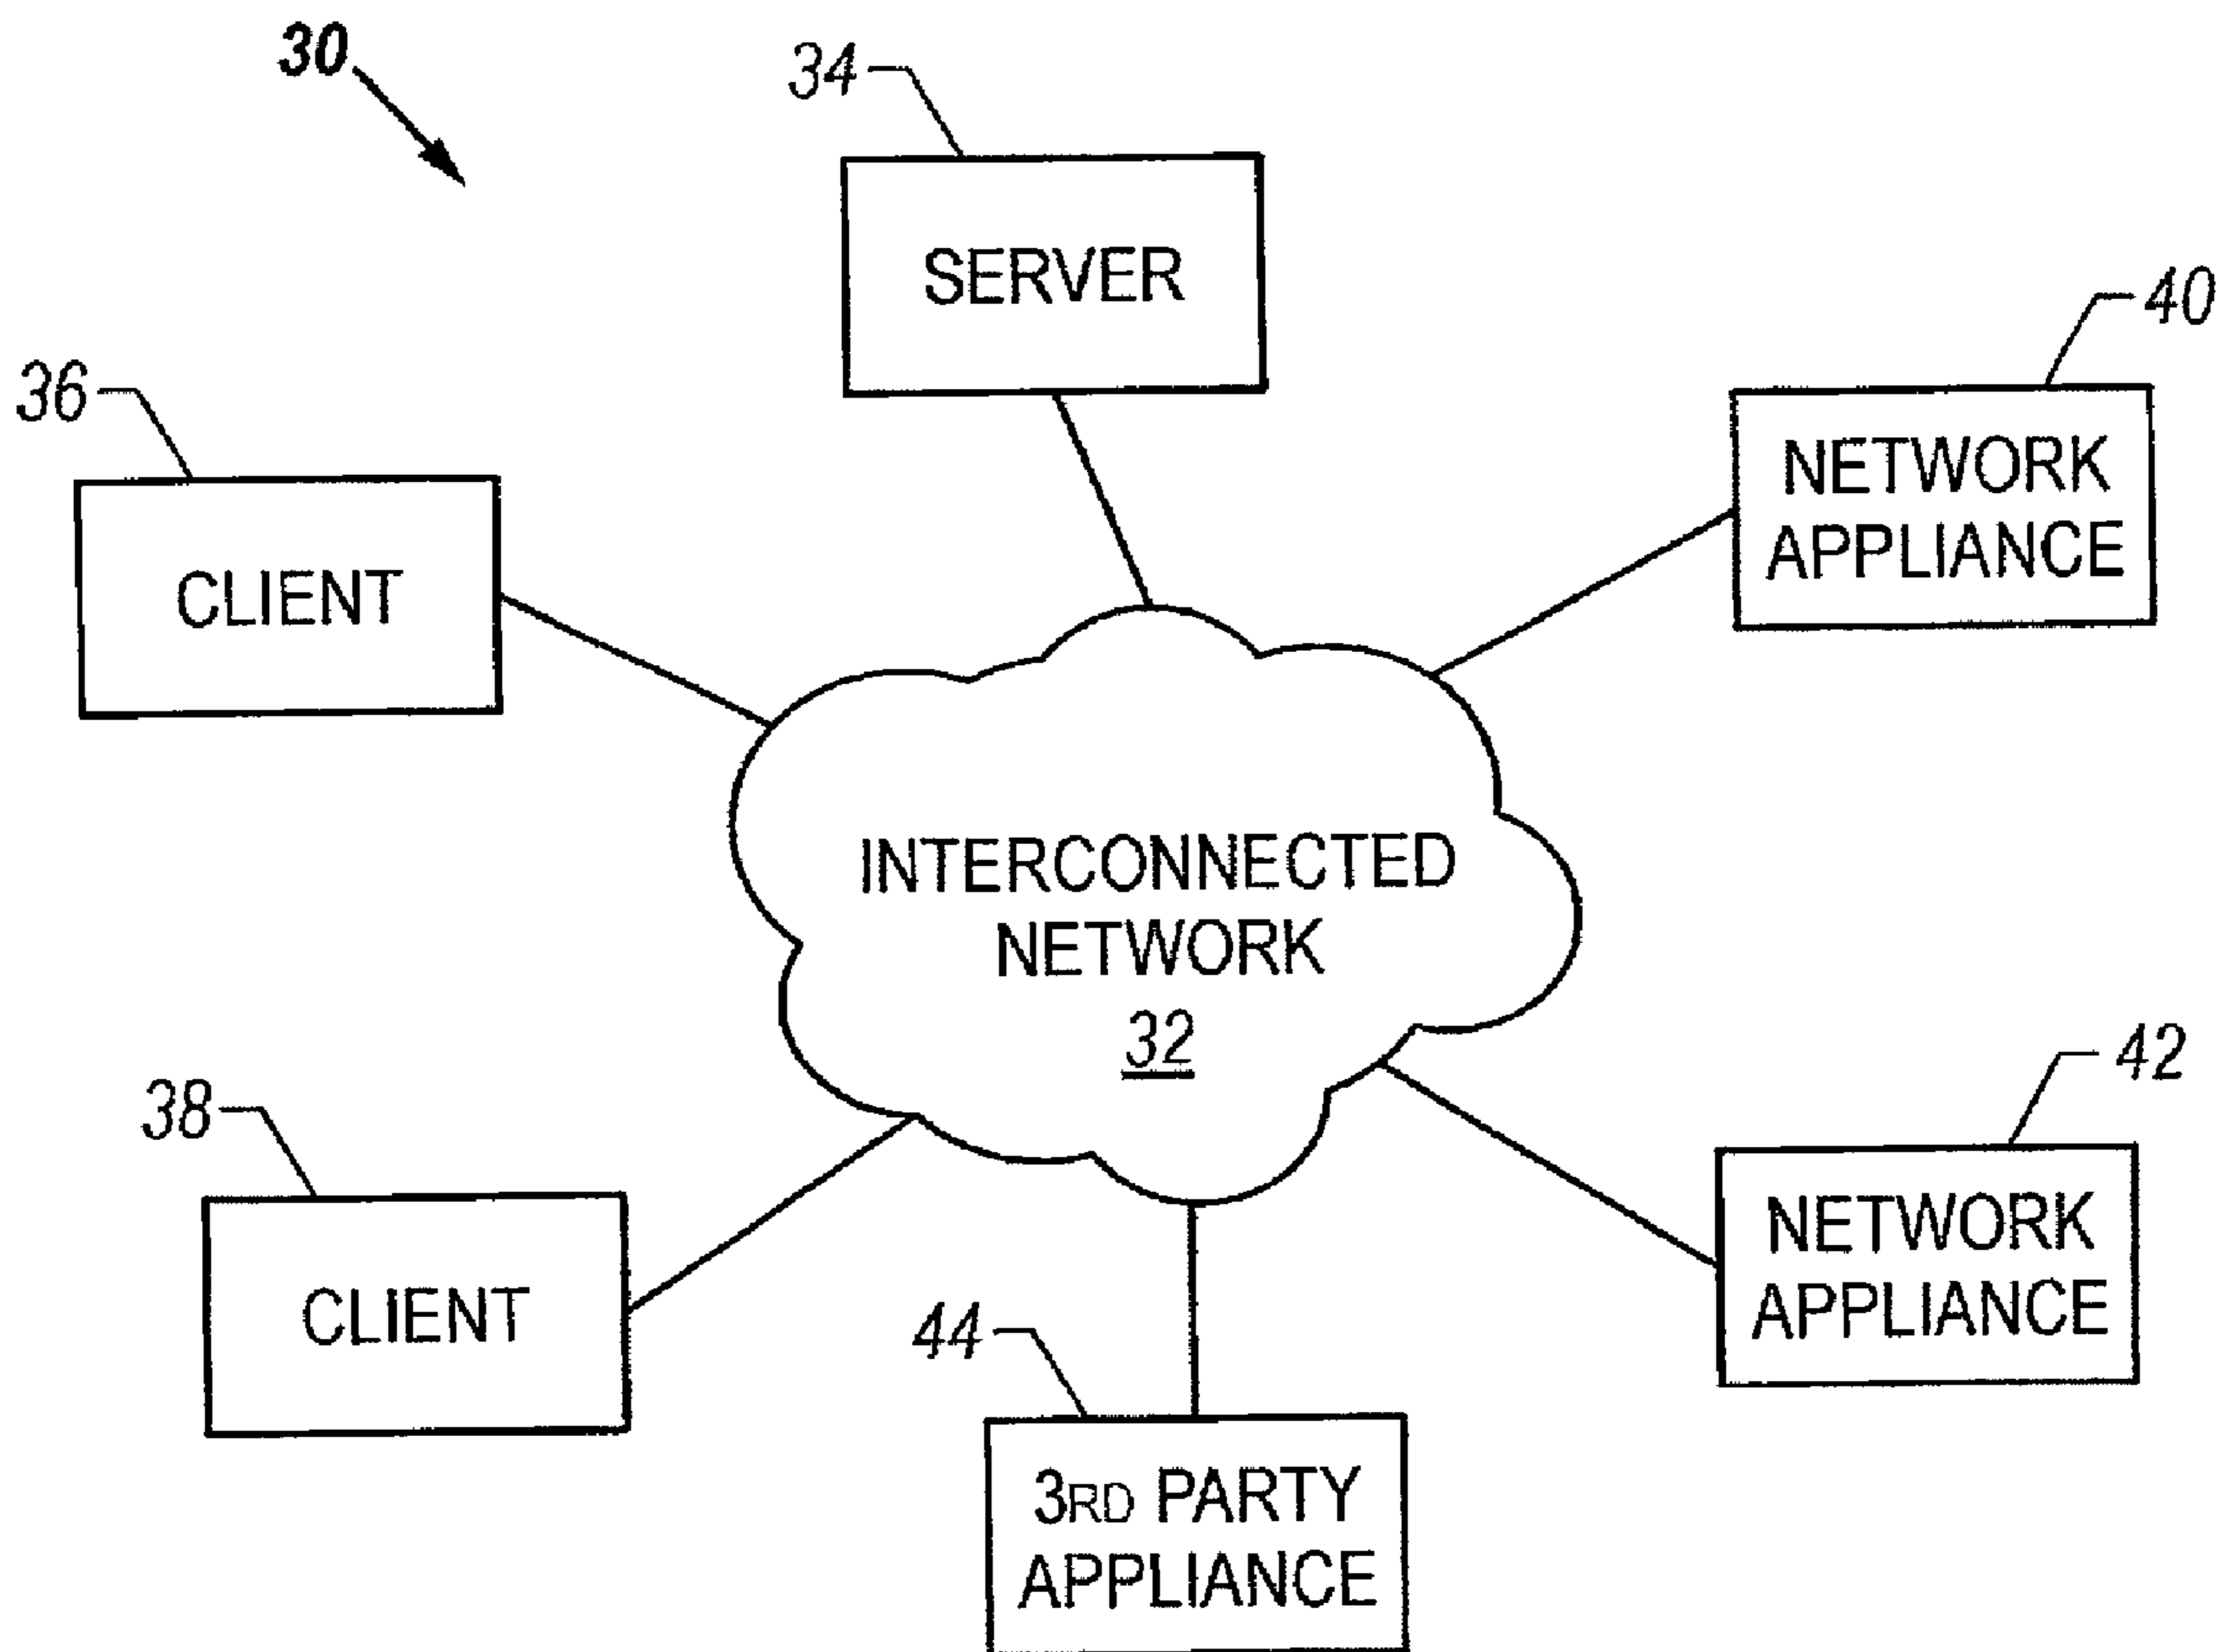 30
34
SERVER
40
NETWORK
APPLIANCE
36
CLIENT
INTERCONNECTED
NETWORK
32
42
NETWORK
APPLIANCE
38
CLIENT
44
3RD PARTY
APPLIANCE